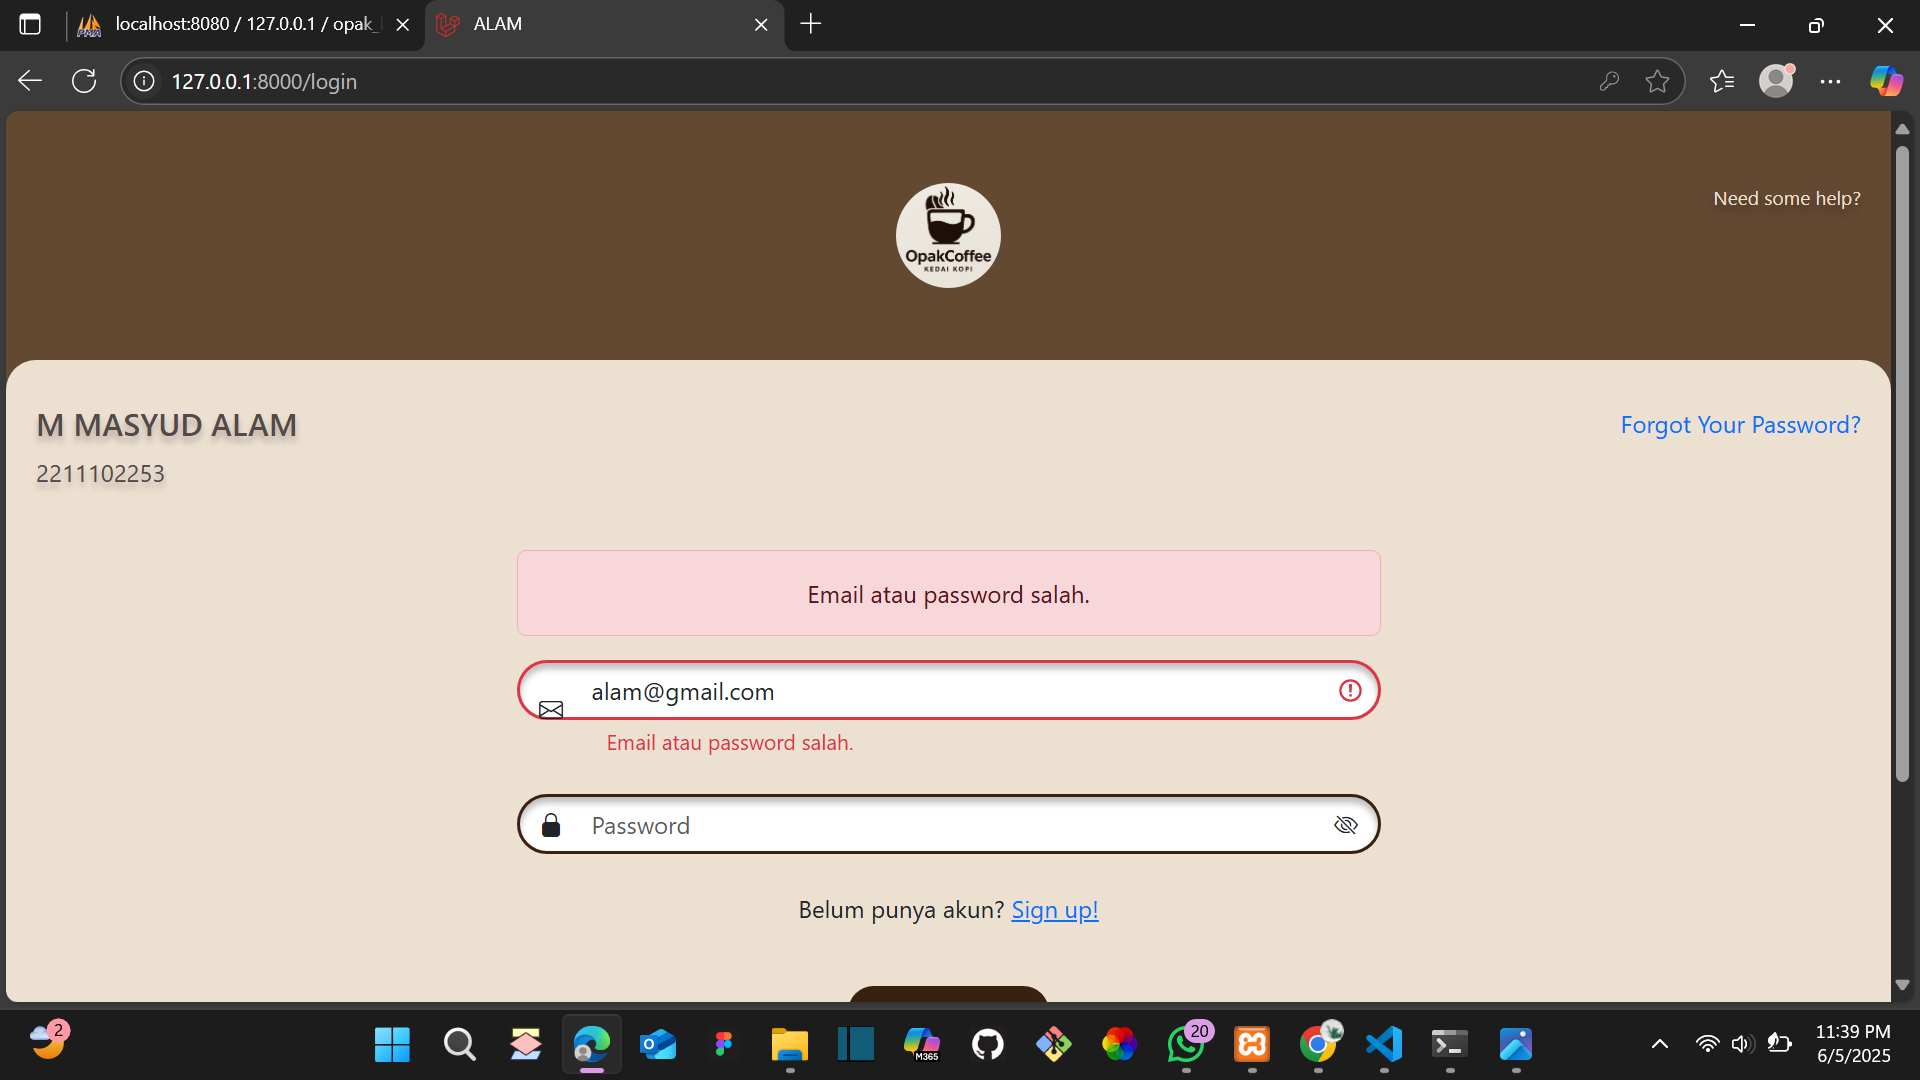 localhost:8080 / 127.0.0.1 / opak_
ALAM
127.0.0.1:8000/login
Need some help?
OpakCoffee
KEDAI KOPI
M MASYUD ALAM
Forgot Your Password?
2211102253
Email atau password salah.
alam@gmail.com
Email atau password salah.
Password
Belum punya akun? Sign up!
2
M365
20
11:39 PM
6/5/2025